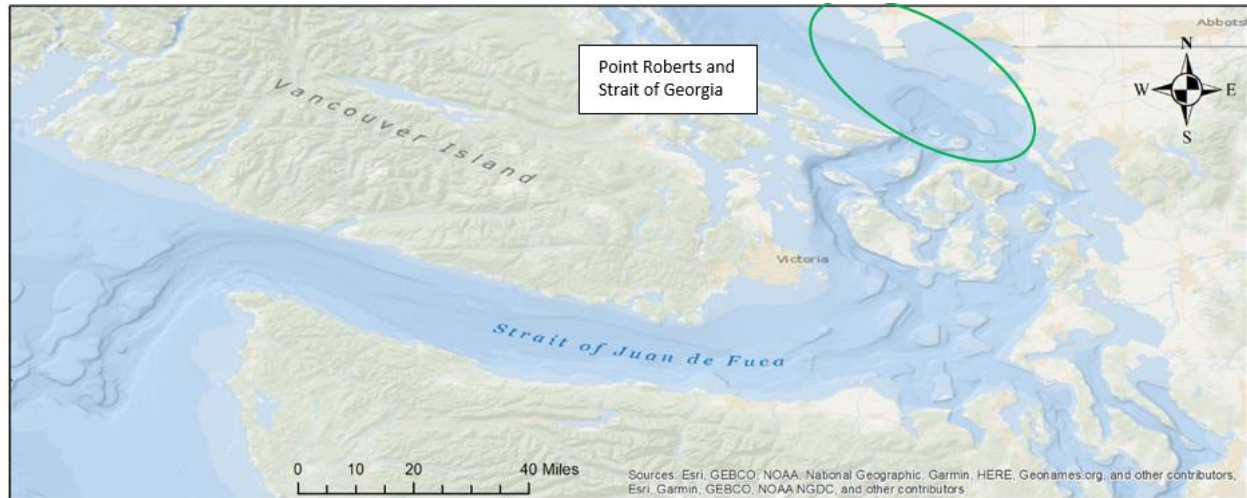 Abbots
N
Point Roberts and
Strait of Georgia
W E
S
Vancouver Island
Victoria
Strait of Juan de Fuca
0 10 20 40 Miles
Sources: Esri, GEBCO, NOAA, National Geographic, Garmin, HERE, Geonames.org, and other contributors,
Esri, Garmin, GEBCO, NOAA NGDC, and other contributors